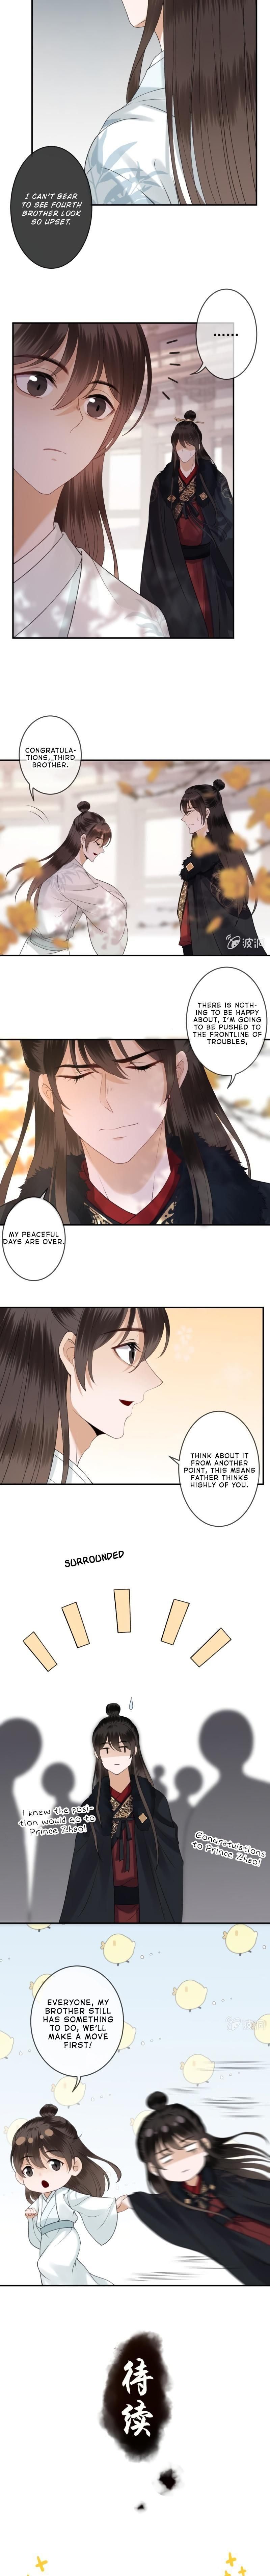 I CAN'T BEAR
TO SEE FOURTH
BROTHER LOOK
SO UPSET.
......
CONGRATULA-
TIONS, THIRD
BROTHER.
THERE IS NOTH-
ING TO BE HAPPY
ABOUT, I'M GOING
TO BE PUSHED TO
THE FRONTLINE OF
TROUBLES,
MY PEACEFUL
DAYS ARE OVER.
THINK ABOUT IT
FROM ANOTHER
POINT, THIS MEANS
FATHER THINKS
HIGHLY OF YOU.
SURROUNDED
I knew the posi-
tion would go to
Prince Zhao!
Congratulations
to Prince Zhao!
EVERYONE, MY
BROTHER STILL
HAS SOMETHING
TO DO, WE'LL
MAKE A MOVE
FIRST!
待
续